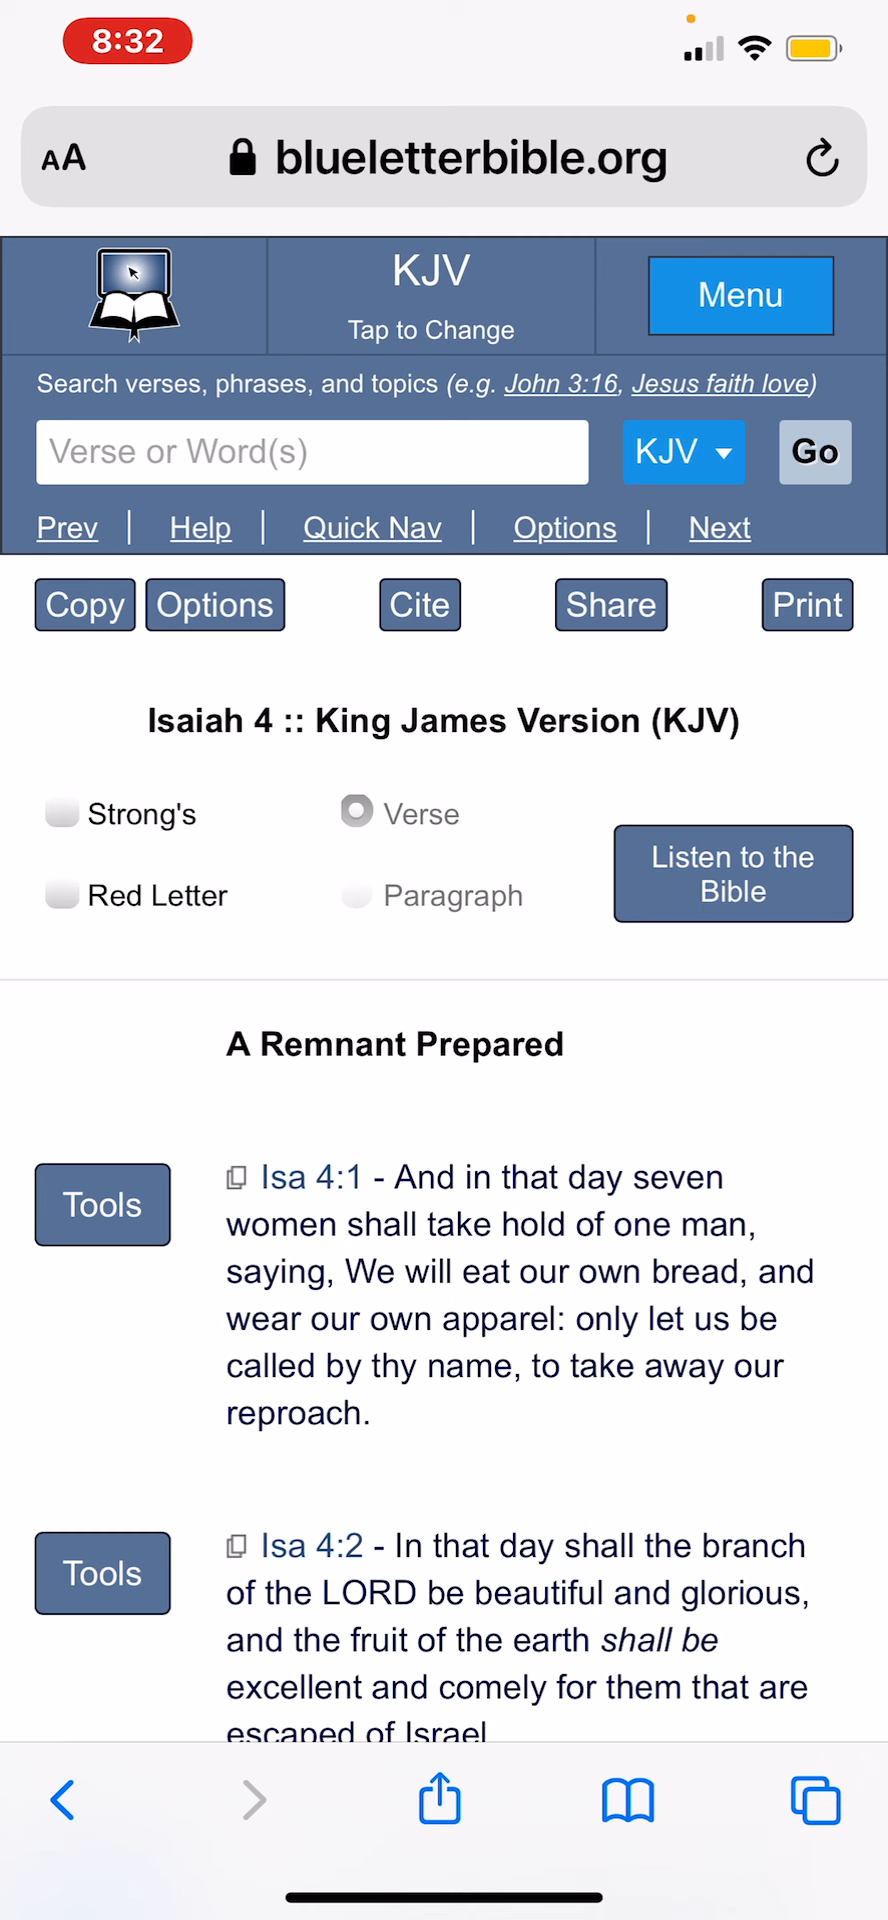 8:32
AA blueletterbible.org
KJV
Tap to Change
Menu
Search verses, phrases, and topics (e.g. John 3:16, Jesus faith love)
Verse or Word(s) KJV Go
Prev | Help | Quick Nav | Options | Next
Copy Options Cite Share Print
Isaiah 4 :: King James Version (KJV)
Strong's Verse
Red Letter Paragraph
Listen to the
Bible
A Remnant Prepared
Tools
Isa 4:1 - And in that day seven
women shall take hold of one man,
saying, We will eat our own bread, and
wear our own apparel: only let us be
called by thy name, to take away our
reproach.
Tools
Isa 4:2 - In that day shall the branch
of the LORD be beautiful and glorious,
and the fruit of the earth shall be
excellent and comely for them that are
escaped of Israel